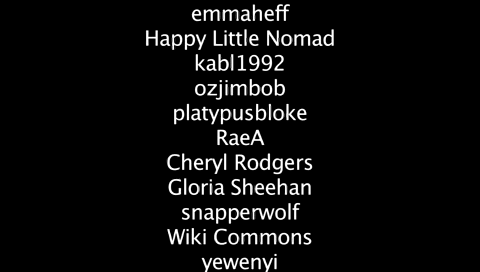 emmaheff
Happy Little Nomad
kabl1992
ozjimbob
platypusbloke
RaeA
Cheryl Rodgers
Gloria Sheehan
snapperwolf
Wiki Commons
yewenyi